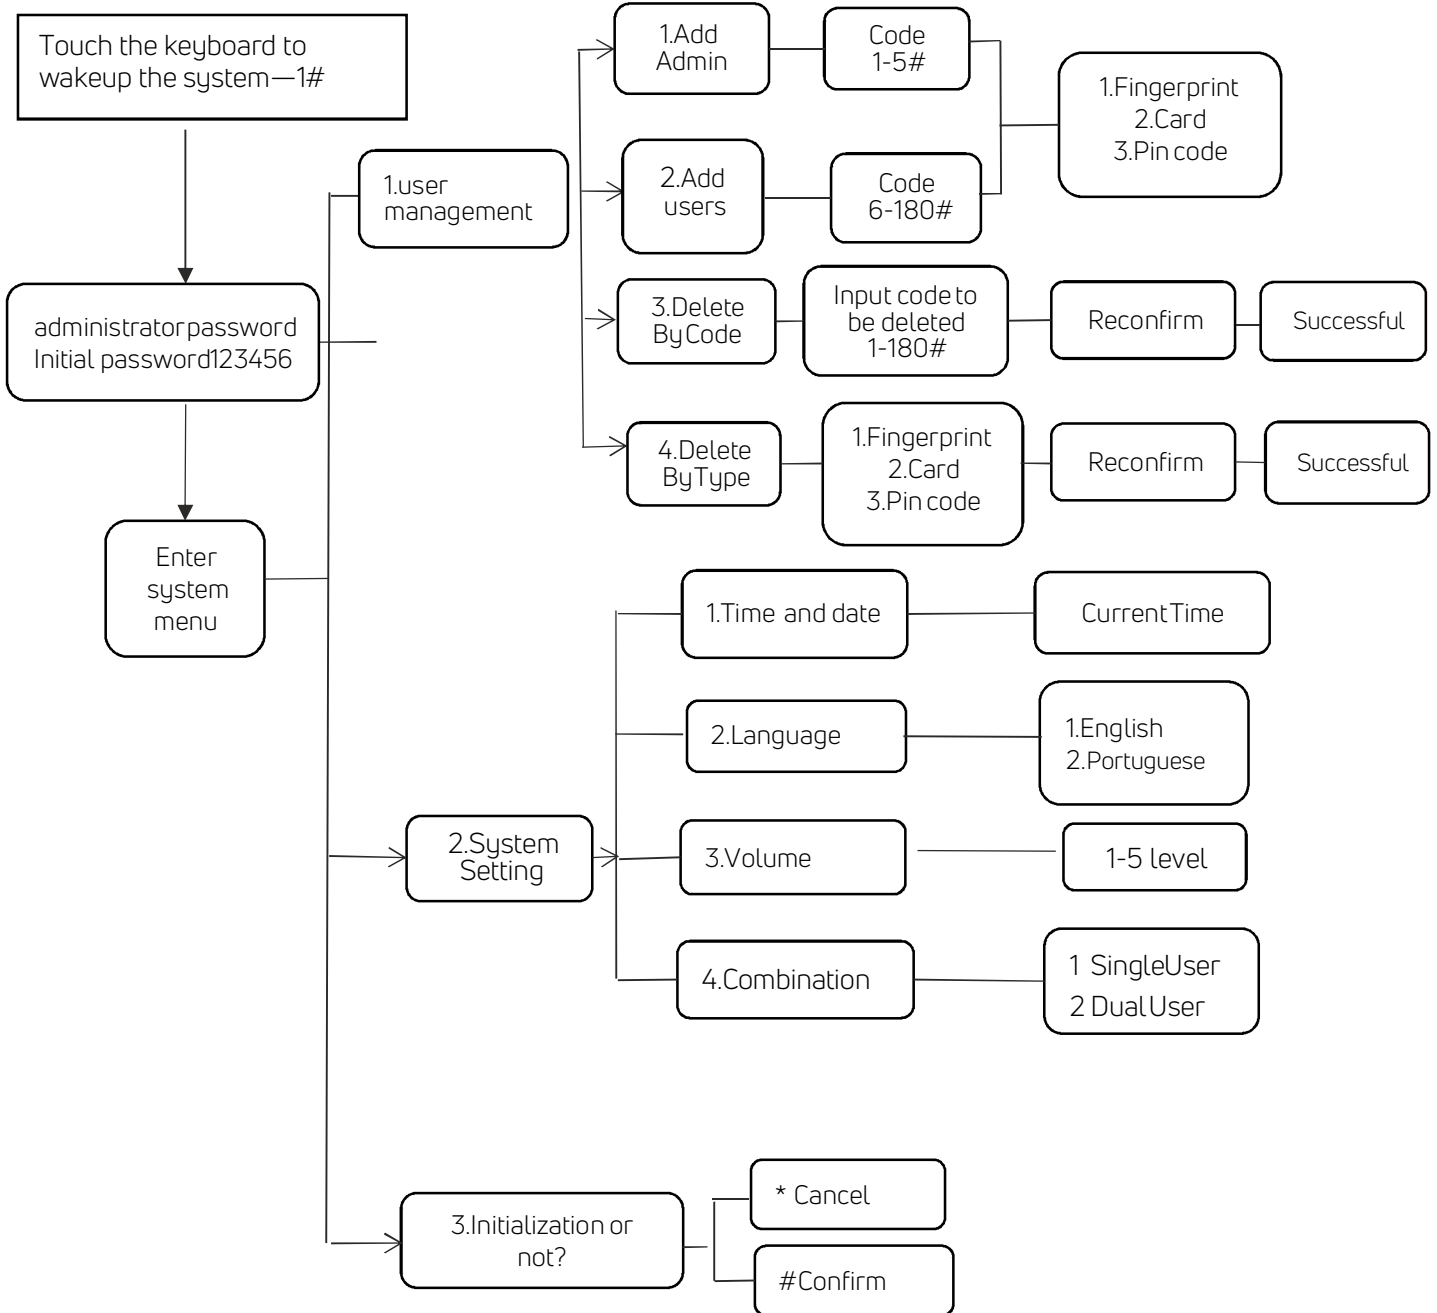 Touch the keyboard to
wakeup the system—1#
administrator password
Initial password123456
Enter
system
menu
1.user
management
1.Add
Admin
Code
1-5#
1.Fingerprint
2.Card
3.Pin code
2.Add
users
Code
6-180#
3.Delete
By Code
Input code to
be deleted
1-180#
Reconfirm
Successful
4.Delete
By Type
1.Fingerprint
2.Card
3.Pin code
Reconfirm
Successful
2.System
Setting
1.Time and date
Current Time
2.Language
1.English
2.Portuguese
3.Volume
1-5 level
4.Combination
1 SingleUser
2 Dual User
3.Initialization or
not?
* Cancel
#Confirm